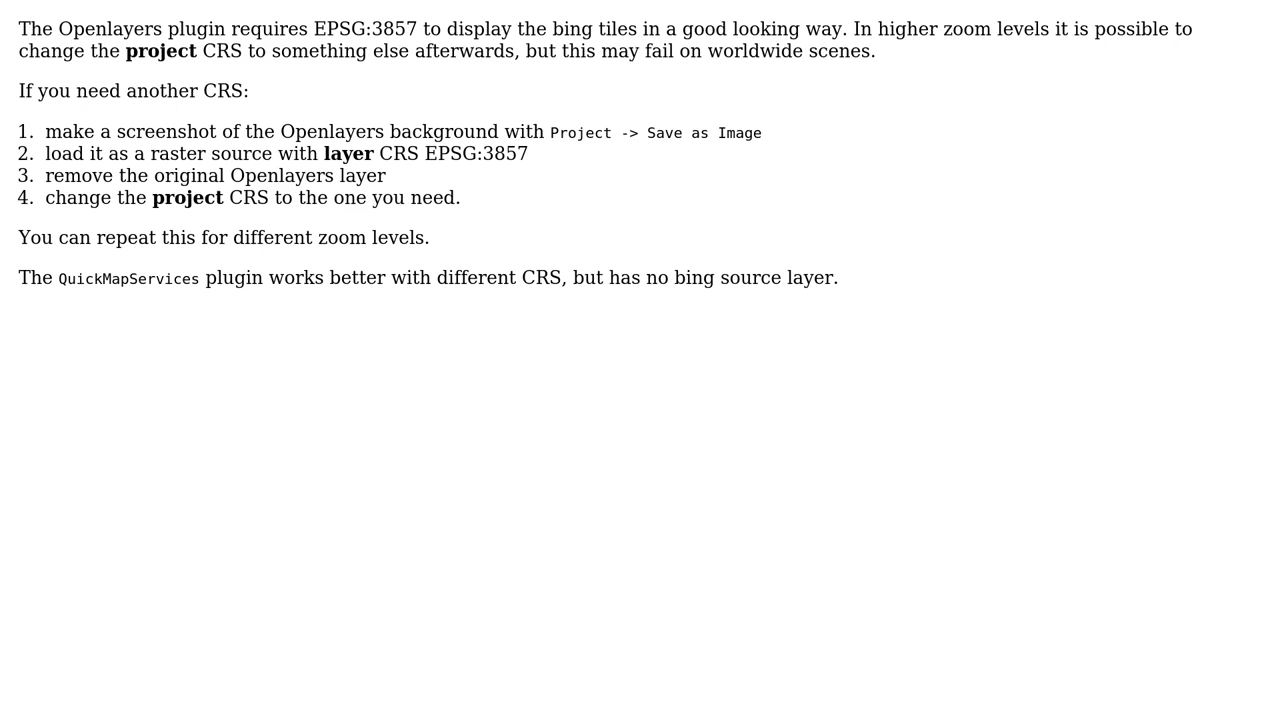 The Openlayers plugin requires EPSG:3857 to display the bing tiles in a good looking way. In higher zoom levels it is possible to
change the project CRS to something else afterwards, but this may fail on worldwide scenes.
If you need another CRS:
1. make a screenshot of the Openlayers background with Project -> Save as Image
2. load it as a raster source with layer CRS EPSG:3857
3. remove the original Openlayers layer
4. change the project CRS to the one you need.
You can repeat this for different zoom levels.
The QuickMapServices plugin works better with different CRS, but has no bing source layer.